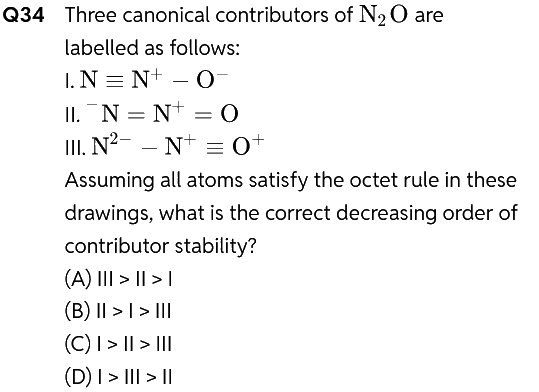 Q34 Three canonical contributors of N₂O are
labelled as follows:
I. N ≡ N⁺ − O⁻
II. ⁻N = N⁺ = O
III. N²⁻ − N⁺ ≡ O⁺
Assuming all atoms satisfy the octet rule in these
drawings, what is the correct decreasing order of
contributor stability?
(A) III > II > I
(B) II > I > III
(C) I > II > III
(D) I > III > II